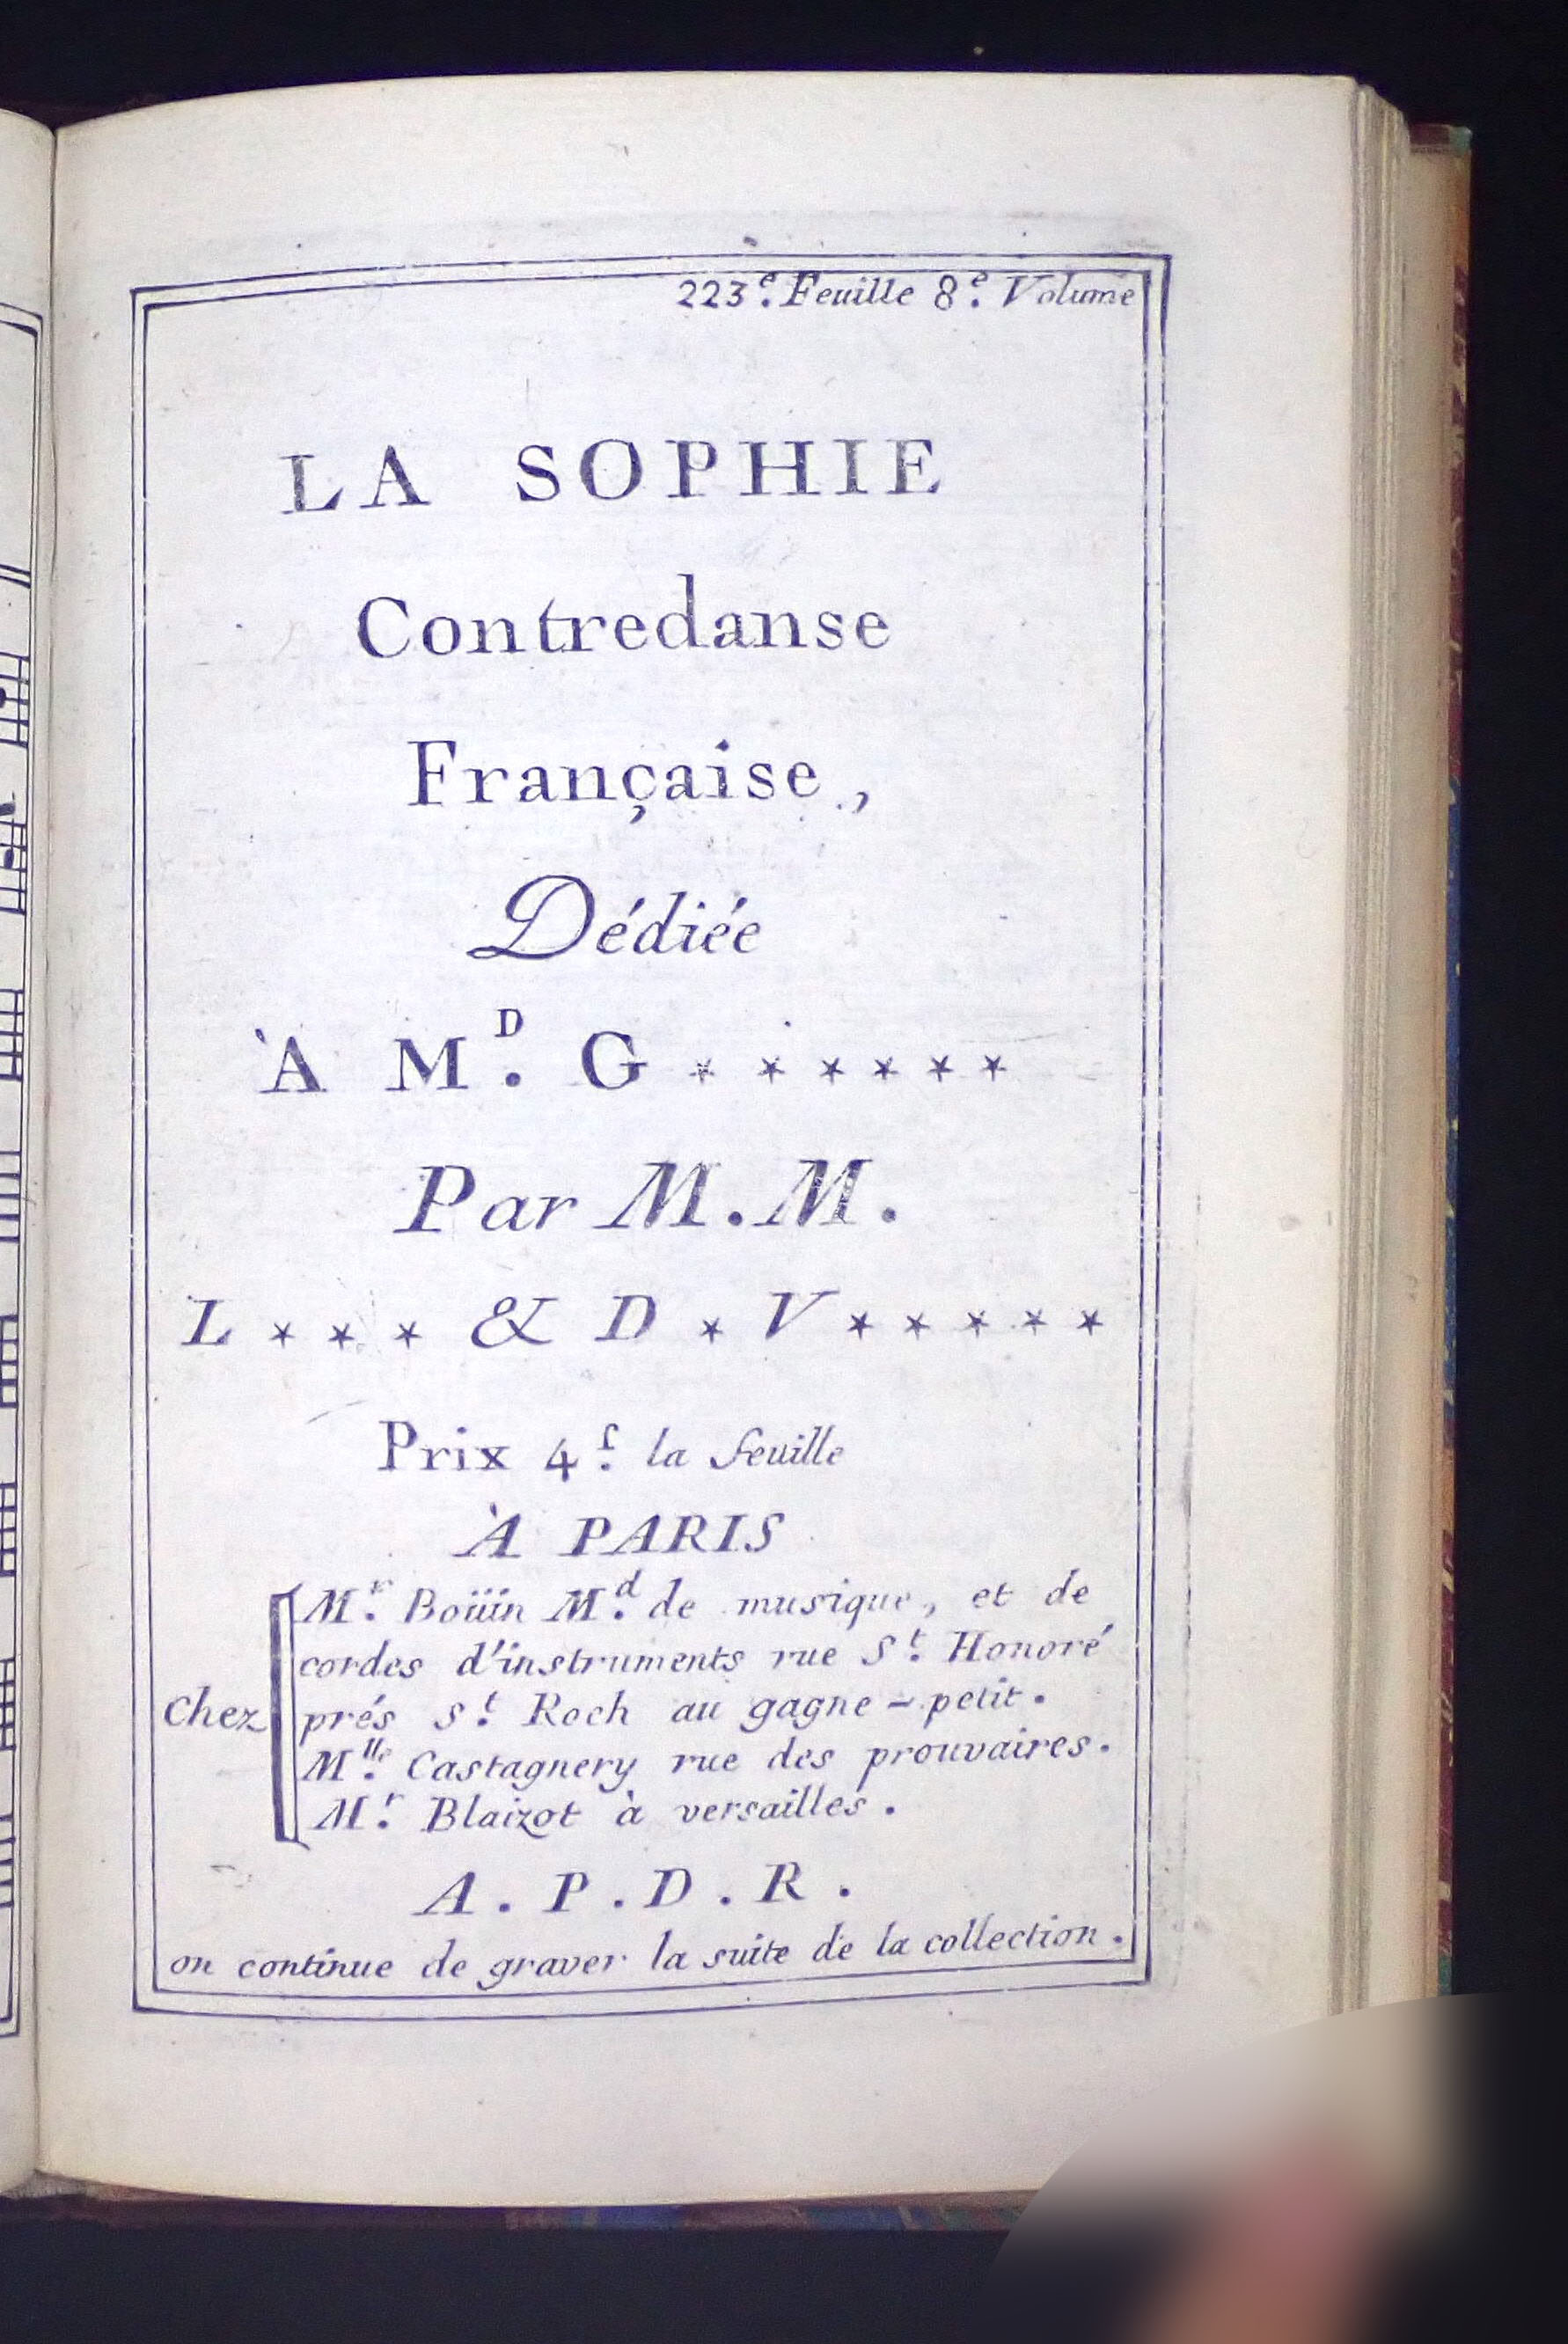 223.e Feuille 8.e Volume
LA SOPHIE
Contredanse
Française,
Dédiée
À M.D G * * * * * *
Par M.M.
L * * * & D * V * * * * *
Prix 4.s la feuille
À PARIS
Chez
M.r Boüin M.d de musique, et de
cordes d'instruments rue S.t Honoré
prés S.t Roch au gagne-petit.
M.lle Castagnery rue des prouvaires.
M.r Blaizot à versailles.
A.P.D.R.
on continue de graver la suite de la collection.